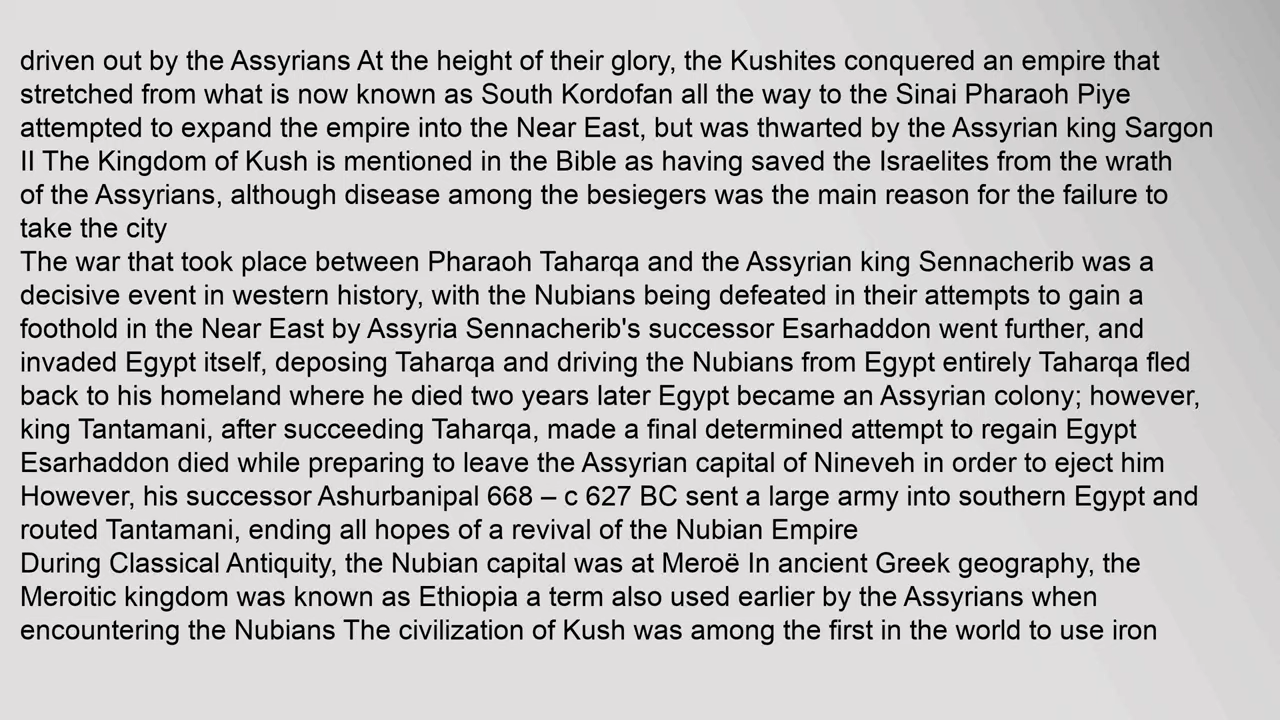 driven out by the Assyrians At the height of their glory, the Kushites conquered an empire that
stretched from what is now known as South Kordofan all the way to the Sinai Pharaoh Piye
attempted to expand the empire into the Near East, but was thwarted by the Assyrian king Sargon
II The Kingdom of Kush is mentioned in the Bible as having saved the Israelites from the wrath
of the Assyrians, although disease among the besiegers was the main reason for the failure to
take the city
The war that took place between Pharaoh Taharqa and the Assyrian king Sennacherib was a
decisive event in western history, with the Nubians being defeated in their attempts to gain a
foothold in the Near East by Assyria Sennacherib's successor Esarhaddon went further, and
invaded Egypt itself, deposing Taharqa and driving the Nubians from Egypt entirely Taharqa fled
back to his homeland where he died two years later Egypt became an Assyrian colony; however,
king Tantamani, after succeeding Taharqa, made a final determined attempt to regain Egypt
Esarhaddon died while preparing to leave the Assyrian capital of Nineveh in order to eject him
However, his successor Ashurbanipal 668 – c 627 BC sent a large army into southern Egypt and
routed Tantamani, ending all hopes of a revival of the Nubian Empire
During Classical Antiquity, the Nubian capital was at Meroë In ancient Greek geography, the
Meroitic kingdom was known as Ethiopia a term also used earlier by the Assyrians when
encountering the Nubians The civilization of Kush was among the first in the world to use iron